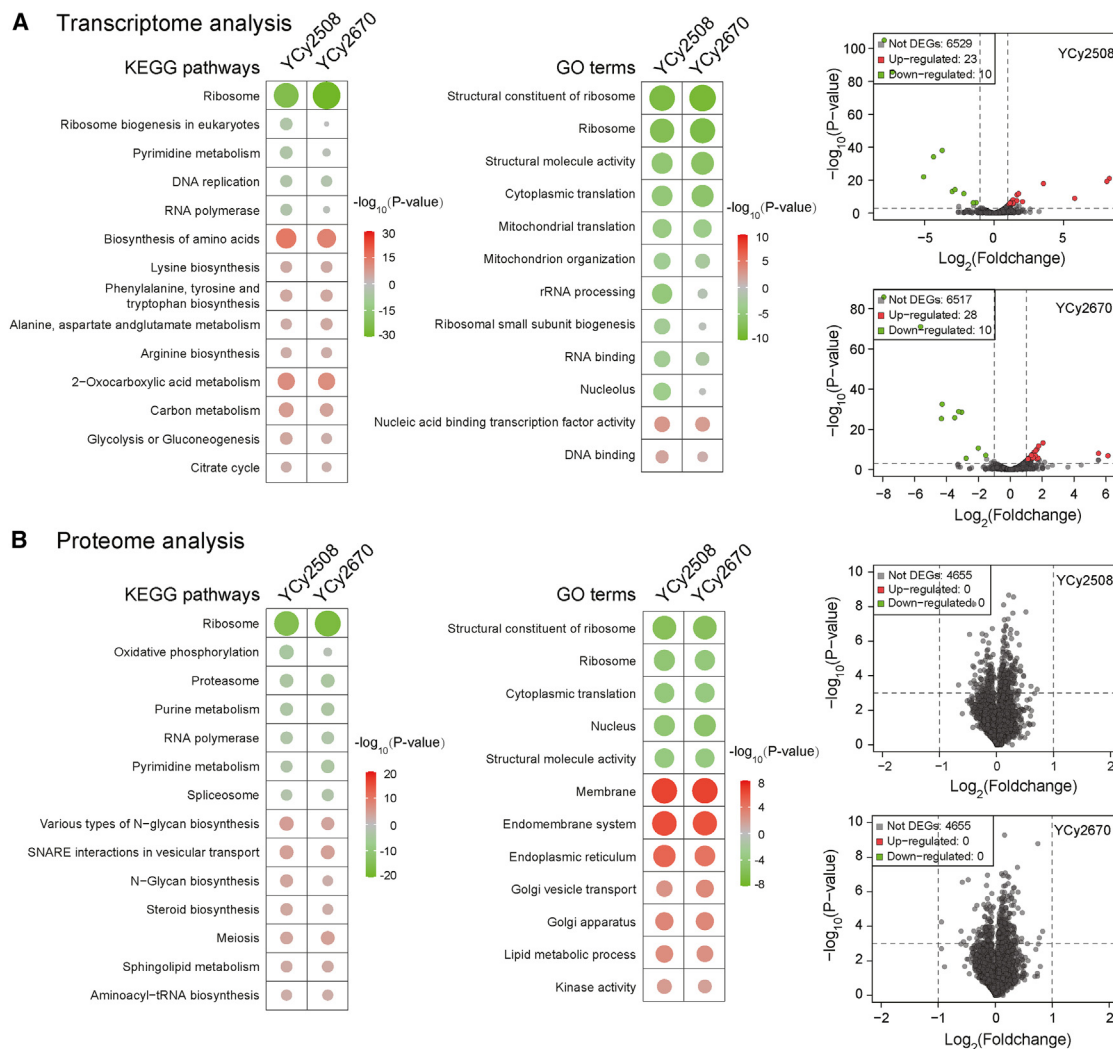 A Transcriptome analysis
KEGG pathways
YCy2508
YCy2670
Ribosome
Ribosome biogenesis in eukaryotes
Pyrimidine metabolism
DNA replication
RNA polymerase
Biosynthesis of amino acids
Lysine biosynthesis
Phenylalanine, tyrosine and
tryptophan biosynthesis
Alanine, aspartate andglutamate metabolism
Arginine biosynthesis
2−Oxocarboxylic acid metabolism
Carbon metabolism
Glycolysis or Gluconeogenesis
Citrate cycle
-log10(P-value)
30
15
0
-15
-30
GO terms
YCy2508
YCy2670
Structural constituent of ribosome
Ribosome
Structural molecule activity
Cytoplasmic translation
Mitochondrial translation
Mitochondrion organization
rRNA processing
Ribosomal small subunit biogenesis
RNA binding
Nucleolus
Nucleic acid binding transcription factor activity
DNA binding
-log10(P-value)
10
5
0
-5
-10
Not DEGs: 6529
Up-regulated: 23
Down-regulated: 10
YCy2508
−log10(P−value)
100
80
60
40
20
0
−5 0 5
Log2(Foldchange)
Not DEGs: 6517
Up-regulated: 28
Down-regulated: 10
YCy2670
−log10(P−value)
80
60
40
20
0
−8 −6 −4 −2 0 2 4 6
Log2(Foldchange)
B Proteome analysis
KEGG pathways
YCy2508
YCy2670
Ribosome
Oxidative phosphorylation
Proteasome
Purine metabolism
RNA polymerase
Pyrimidine metabolism
Spliceosome
Various types of N−glycan biosynthesis
SNARE interactions in vesicular transport
N−Glycan biosynthesis
Steroid biosynthesis
Meiosis
Sphingolipid metabolism
Aminoacyl−tRNA biosynthesis
-log10(P-value)
20
10
0
-10
-20
GO terms
YCy2508
YCy2670
Structural constituent of ribosome
Ribosome
Cytoplasmic translation
Nucleus
Structural molecule activity
Membrane
Endomembrane system
Endoplasmic reticulum
Golgi vesicle transport
Golgi apparatus
Lipid metabolic process
Kinase activity
-log10(P-value)
8
4
0
-4
-8
Not DEGs: 4655
Up-regulated: 0
Down-regulated: 0
YCy2508
−log10(P−value)
10
8
6
4
2
0
−2 −1 0 1 2
Log2(Foldchange)
Not DEGs: 4655
Up-regulated: 0
Down-regulated: 0
YCy2670
−log10(P−value)
10
8
6
4
2
0
−2 −1 0 1 2
Log2(Foldchange)